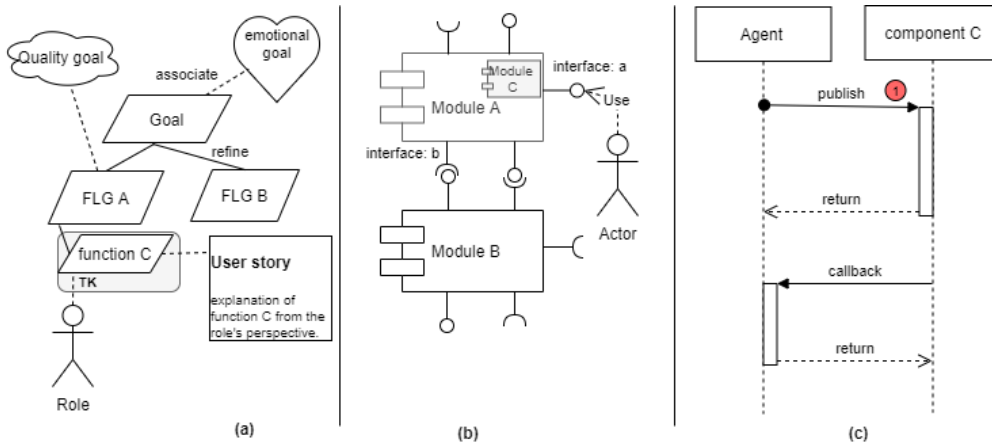 Quality goal
emotional
goal
associate
Goal
refine
FLG A
FLG B
function C
TK
User story
explanation of
function C from the
role's perspective.
Role
(a)
Module
C
Module A
interface: a
Use
interface: b
Module B
Actor
(b)
Agent
component C
publish
1
return
callback
return
(c)